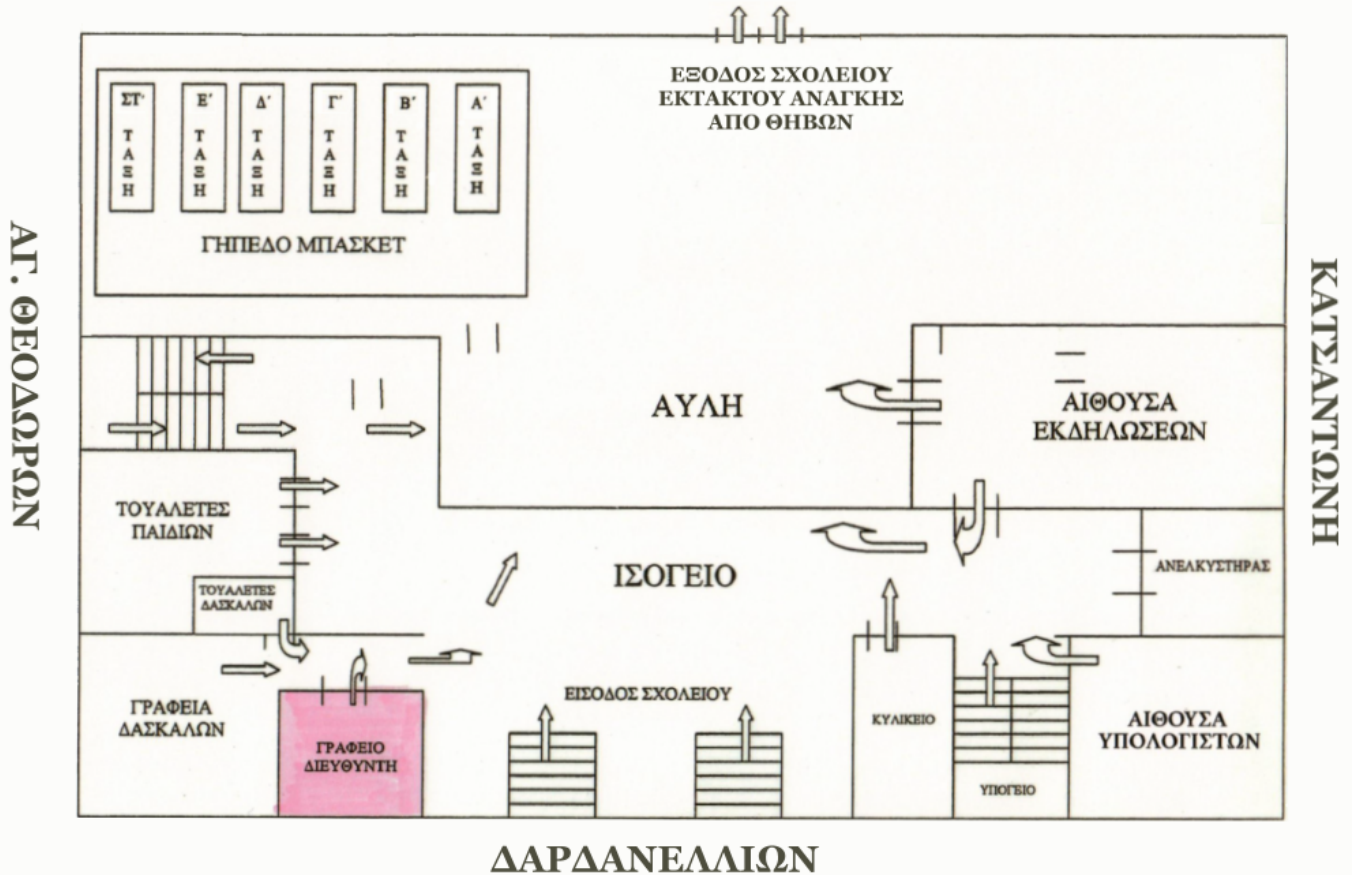 ΕΞΟΔΟΣ ΣΧΟΛΕΙΟΥ
ΕΚΤΑΚΤΟΥ ΑΝΑΓΚΗΣ
ΑΠΟ ΘΗΒΩΝ
ΣΤ΄ ΤΑΞΗ
Ε΄ ΤΑΞΗ
Δ΄ ΤΑΞΗ
Γ΄ ΤΑΞΗ
Β΄ ΤΑΞΗ
Α΄ ΤΑΞΗ
ΓΗΠΕΔΟ ΜΠΑΣΚΕΤ
ΑΓ. ΘΕΟΔΩΡΩΝ
ΚΑΤΣΑΝΤΩΝΗ
ΑΥΛΗ
ΑΙΘΟΥΣΑ
ΕΚΔΗΛΩΣΕΩΝ
ΤΟΥΑΛΕΤΕΣ
ΠΑΙΔΙΩΝ
ΤΟΥΑΛΕΤΕΣ
ΔΑΣΚΑΛΩΝ
ΙΣΟΓΕΙΟ
ΑΝΕΛΚΥΣΤΗΡΑΣ
ΓΡΑΦΕΙΑ
ΔΑΣΚΑΛΩΝ
ΓΡΑΦΕΙΟ
ΔΙΕΥΘΥΝΤΗ
ΕΙΣΟΔΟΣ ΣΧΟΛΕΙΟΥ
ΚΥΛΙΚΕΙΟ
ΥΠΟΓΕΙΟ
ΑΙΘΟΥΣΑ
ΥΠΟΛΟΓΙΣΤΩΝ
ΔΑΡΔΑΝΕΛΛΙΩΝ